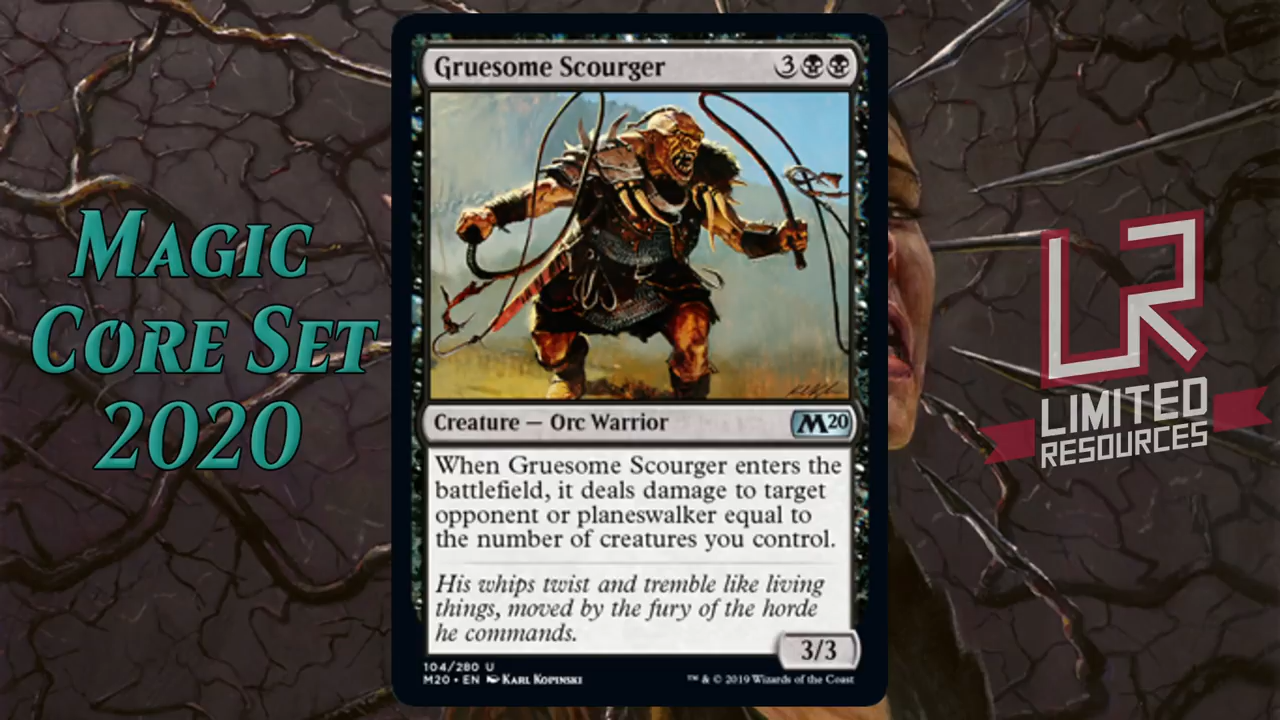 Magic
Core Set
2020
Gruesome Scourger
3
Creature — Orc Warrior
M20
When Gruesome Scourger enters the
battlefield, it deals damage to target
opponent or planeswalker equal to
the number of creatures you control.
His whips twist and tremble like living
things, moved by the fury of the horde
he commands.
3/3
104/280 U
M20 • EN Karl Kopinski
™ & © 2019 Wizards of the Coast
LR
LIMITED
RESOURCES